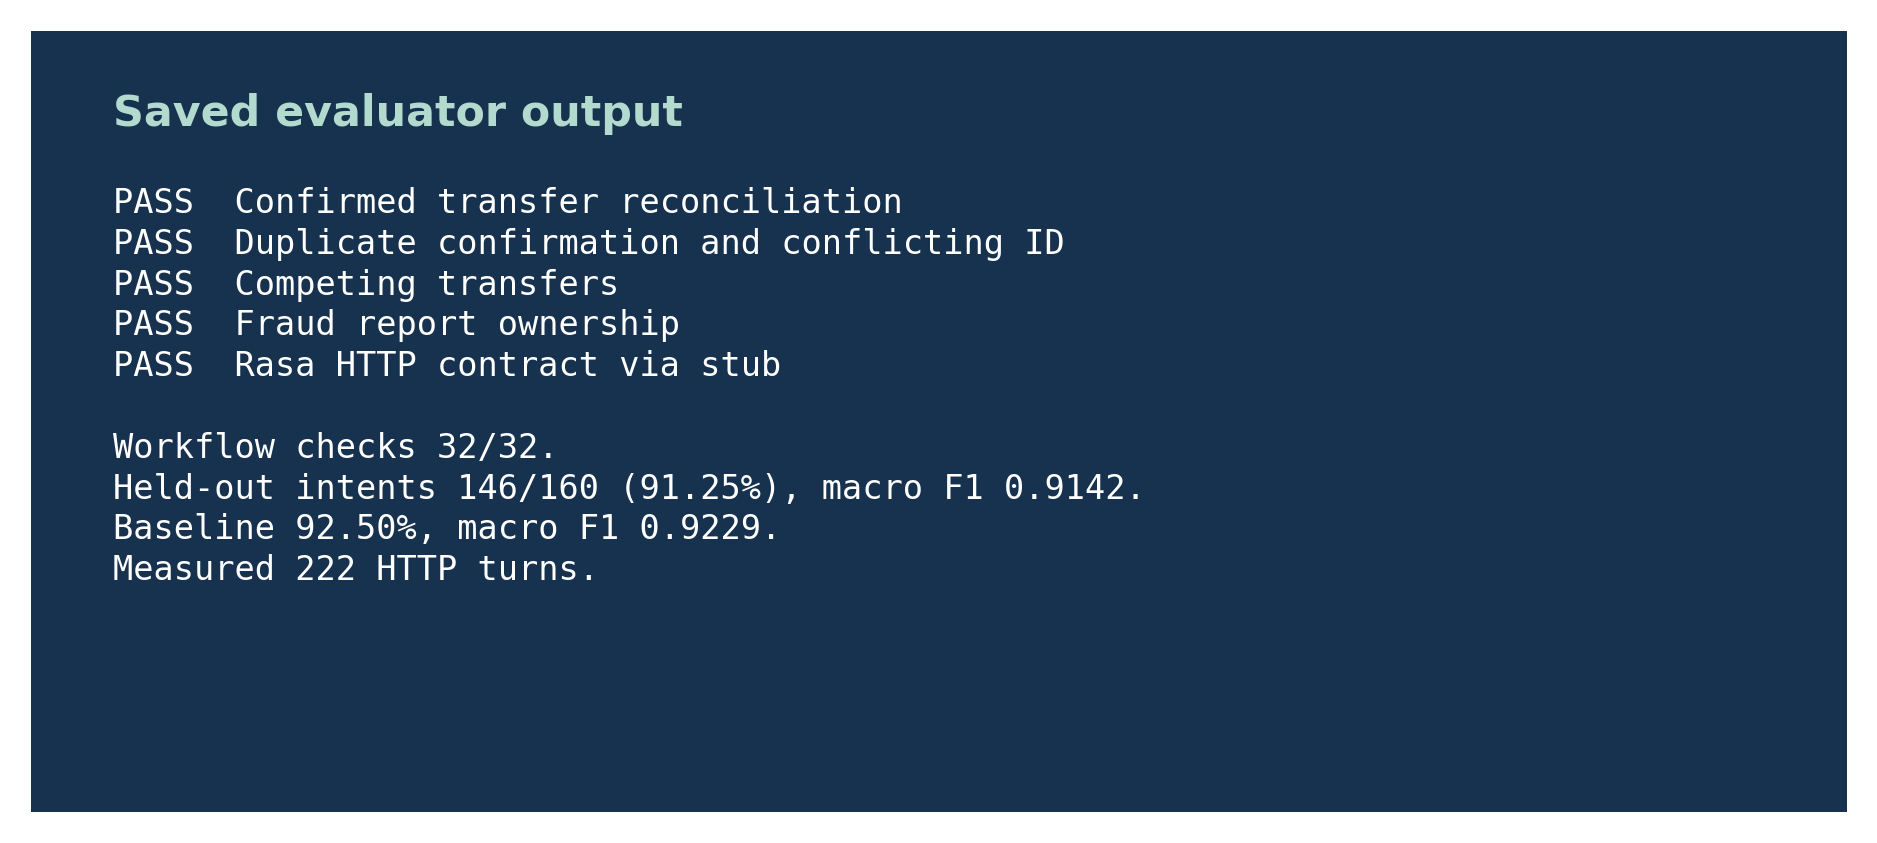 Saved evaluator output
PASS  Confirmed transfer reconciliation
PASS  Duplicate confirmation and conflicting ID
PASS  Competing transfers
PASS  Fraud report ownership
PASS  Rasa HTTP contract via stub
Workflow checks 32/32.
Held-out intents 146/160 (91.25%), macro F1 0.9142.
Baseline 92.50%, macro F1 0.9229.
Measured 222 HTTP turns.